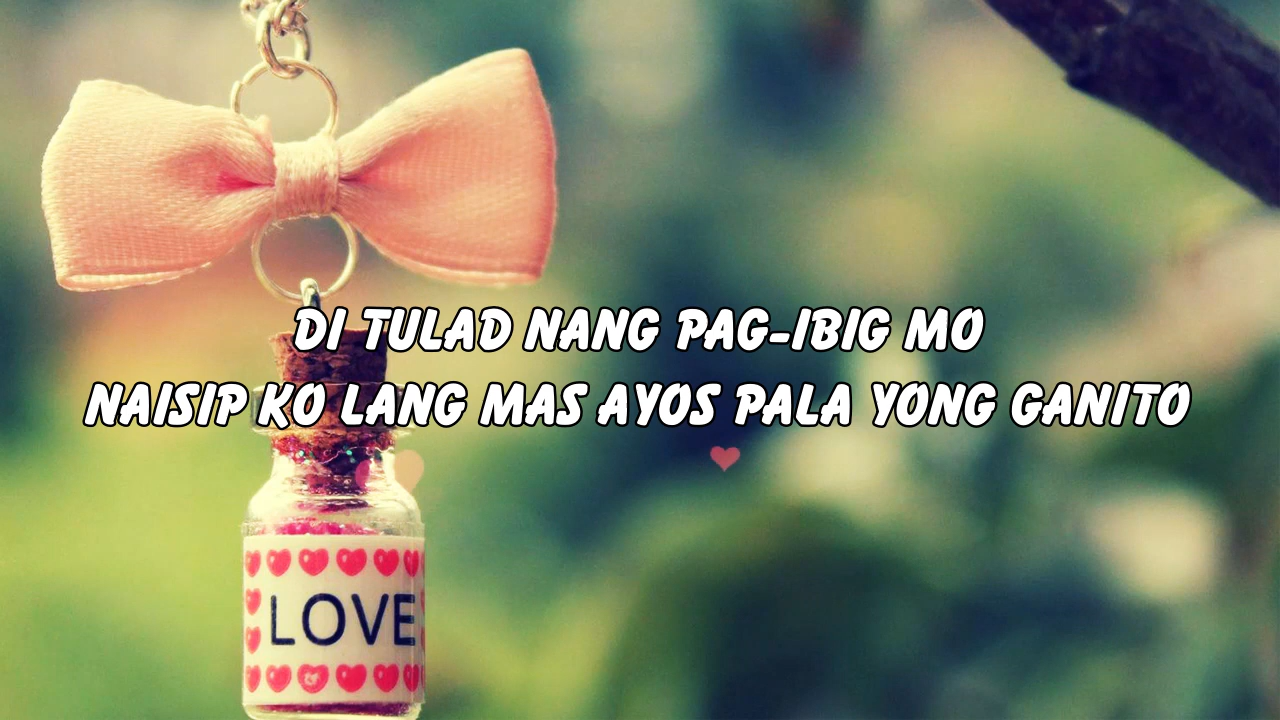 DI TULAD NANG PAG-IBIG MO
NAISIP KO LANG MAS AYOS PALA YONG GANITO
LOVE